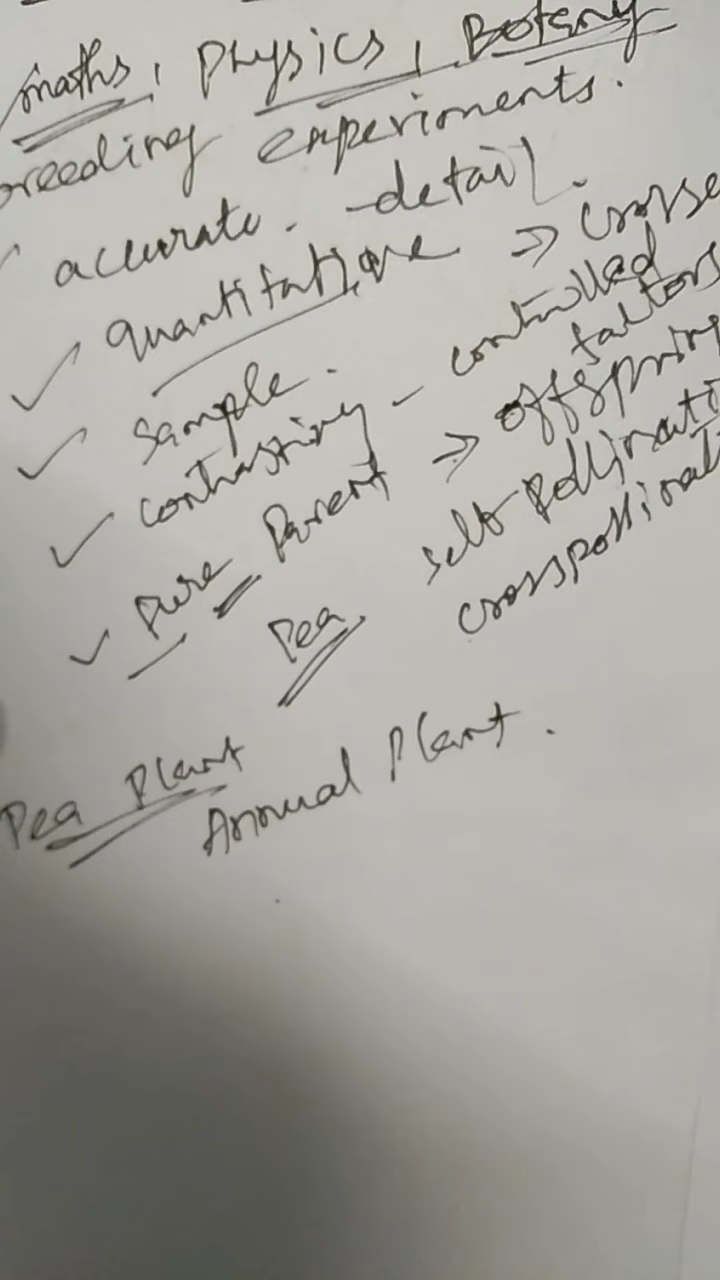 maths, Physics, Botany
breeding experiments.
accurate. - detail.
quantitative => crosse
Sample.
contrasting - controlled factors
Pure Parent => offspring
Pea self pollinati
crosspollinat
Pea Plant
Annual Plant.